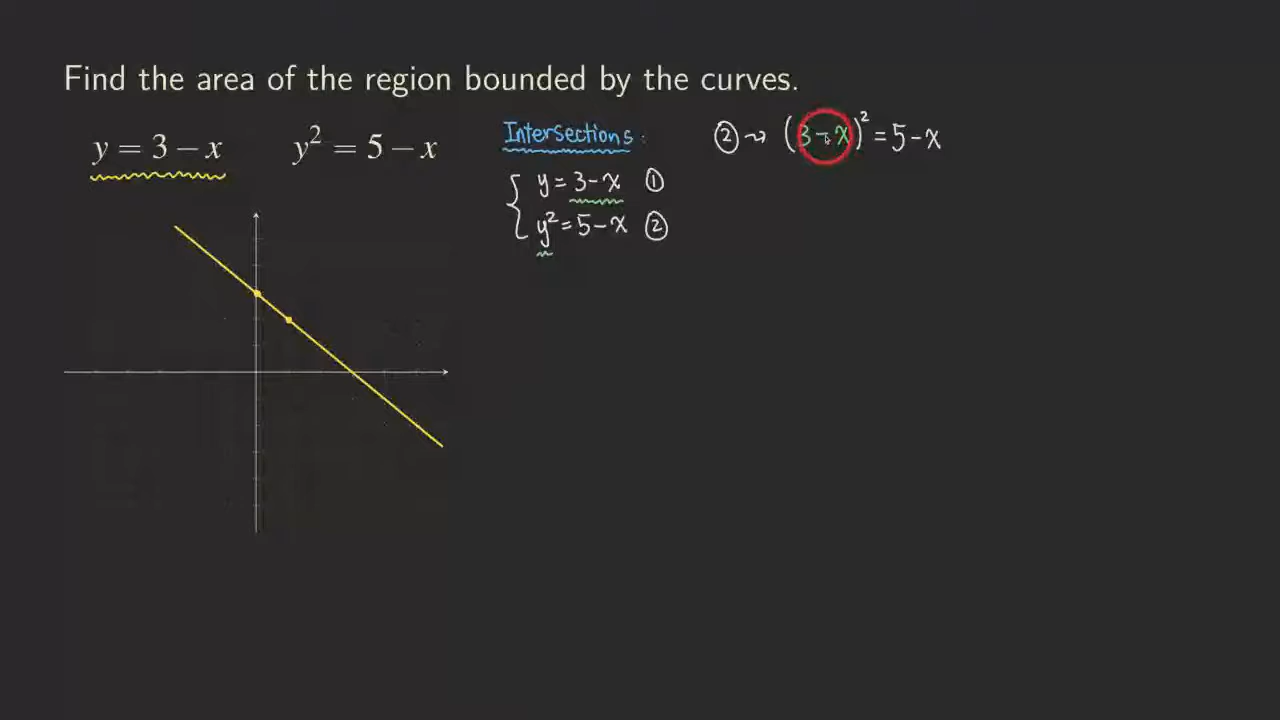 Find the area of the region bounded by the curves.
y = 3 − x    y² = 5 − x
Intersections:
y = 3 − x ①
y² = 5 − x ②
② ⇝ (3 − x)² = 5 − x